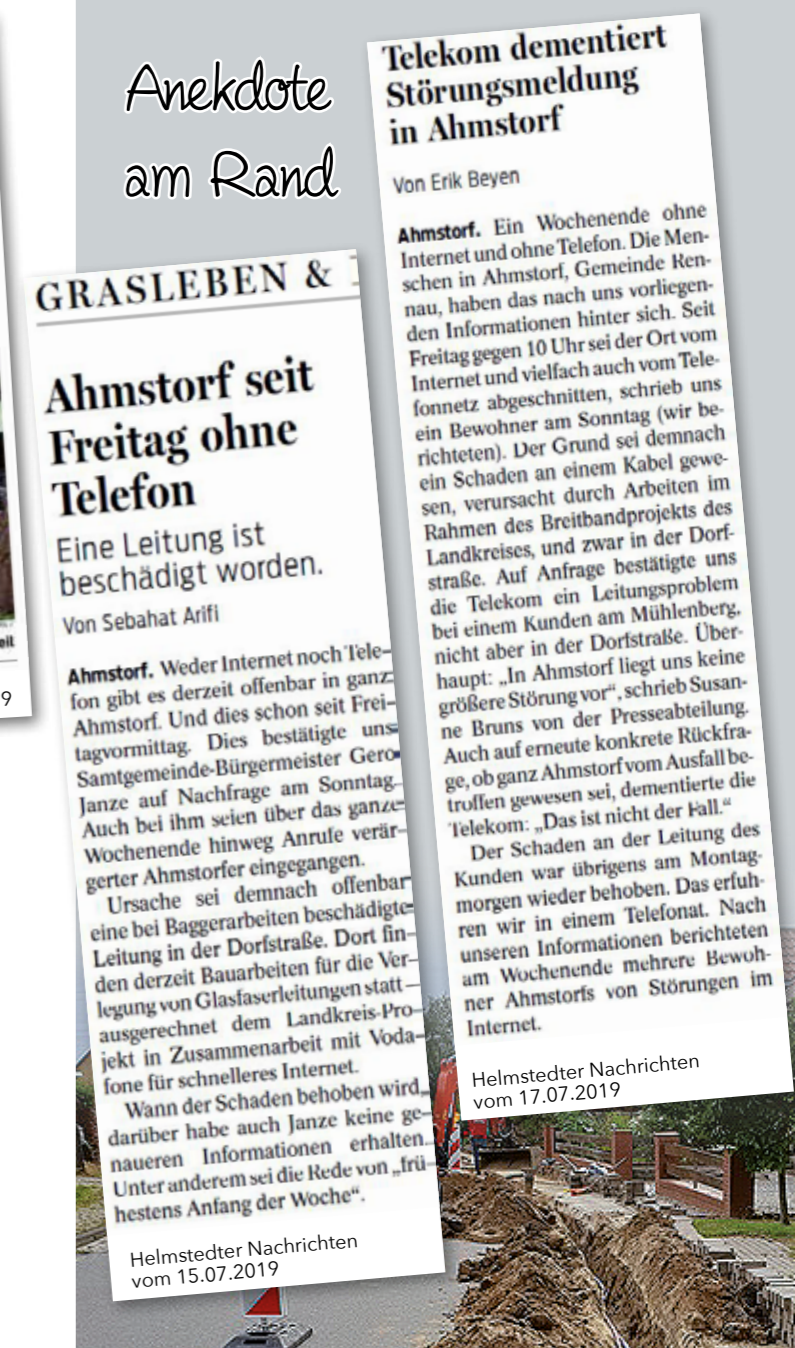 Anekdote
am Rand
GRASLEBEN &
Ahmstorf seit
Freitag ohne
Telefon
Eine Leitung ist
beschädigt worden.
Von Sebahat Arifi
Ahmstorf. Weder Internet noch Tele-
fon gibt es derzeit offenbar in ganz
Ahmstorf. Und dies schon seit Frei-
tagvormittag. Dies bestätigte uns
Samtgemeinde-Bürgermeister Gero
Janze auf Nachfrage am Sonntag.
Auch bei ihm seien über das ganze
Wochenende hinweg Anrufe verär-
gerter Ahmstorfer eingegangen.
Ursache sei demnach offenbar
eine bei Baggerarbeiten beschädigte
Leitung in der Dorfstraße. Dort fin-
den derzeit Bauarbeiten für die Ver-
legung von Glasfaserleitungen statt –
ausgerechnet dem Landkreis-Pro-
jekt in Zusammenarbeit mit Voda-
fone für schnelleres Internet.
Wann der Schaden behoben wird,
darüber habe auch Janze keine ge-
naueren Informationen erhalten.
Unter anderem sei die Rede von „frü-
hestens Anfang der Woche“.
Helmstedter Nachrichten
vom 15.07.2019
Telekom dementiert
Störungsmeldung
in Ahmstorf
Von Erik Beyen
Ahmstorf. Ein Wochenende ohne
Internet und ohne Telefon. Die Men-
schen in Ahmstorf, Gemeinde Ren-
nau, haben das nach uns vorliegen-
den Informationen hinter sich. Seit
Freitag gegen 10 Uhr sei der Ort vom
Internet und vielfach auch vom Tele-
fonnetz abgeschnitten, schrieb uns
ein Bewohner am Sonntag (wir be-
richteten). Der Grund sei demnach
ein Schaden an einem Kabel gewe-
sen, verursacht durch Arbeiten im
Rahmen des Breitbandprojekts des
Landkreises, und zwar in der Dorf-
straße. Auf Anfrage bestätigte uns
die Telekom ein Leitungsproblem
bei einem Kunden am Mühlenberg,
nicht aber in der Dorfstraße. Über-
haupt: „In Ahmstorf liegt uns keine
größere Störung vor“, schrieb Susan-
ne Bruns von der Presseabteilung.
Auch auf erneute konkrete Rückfra-
ge, ob ganz Ahmstorf vom Ausfall be-
troffen gewesen sei, dementierte die
Telekom: „Das ist nicht der Fall.“
Der Schaden an der Leitung des
Kunden war übrigens am Montag-
morgen wieder behoben. Das erfuh-
ren wir in einem Telefonat. Nach
unseren Informationen berichteten
am Wochenende mehrere Bewoh-
ner Ahmstorfs von Störungen im
Internet.
Helmstedter Nachrichten
vom 17.07.2019